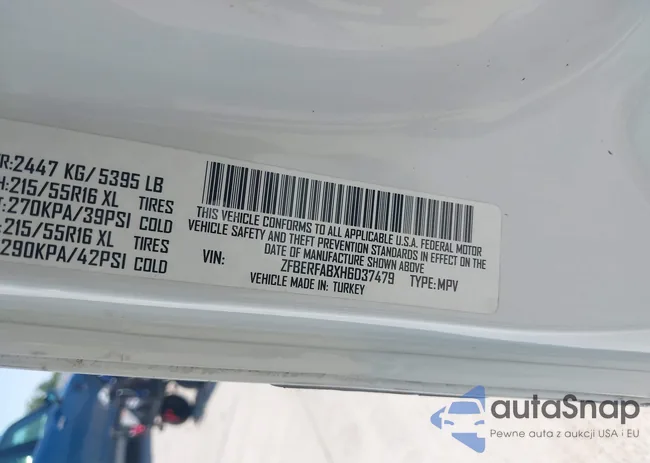 R:2447 KG/5395 LB
H:215/55R16 XL TIRES
T:270KPA/39PSI COLD
:215/55R16 XL TIRES
290KPA/42PSI COLD
THIS VEHICLE CONFORMS TO ALL APPLICABLE U.S.A. FEDERAL MOTOR
VEHICLE SAFETY AND THEFT PREVENTION STANDARDS IN EFFECT ON THE
DATE OF MANUFACTURE SHOWN ABOVE
VIN: ZFBERFABXH6D37479 TYPE:MPV
VEHICLE MADE IN: TURKEY
autaSnap
Pewne auta z aukcji USA i EU